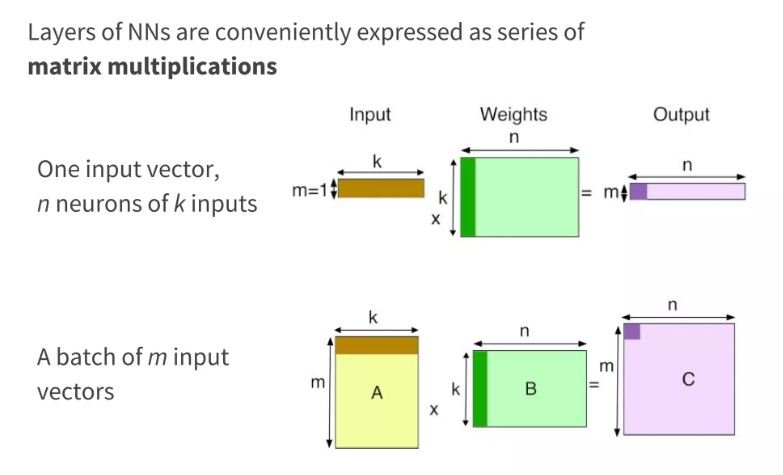 Layers of NNs are conveniently expressed as series of
matrix multiplications
Input Weights Output
n
One input vector,
n neurons of k inputs
k
m=1
k
x
=
m
n
A batch of m input
vectors
k
m
A
x
n
k
B
=
n
m
C